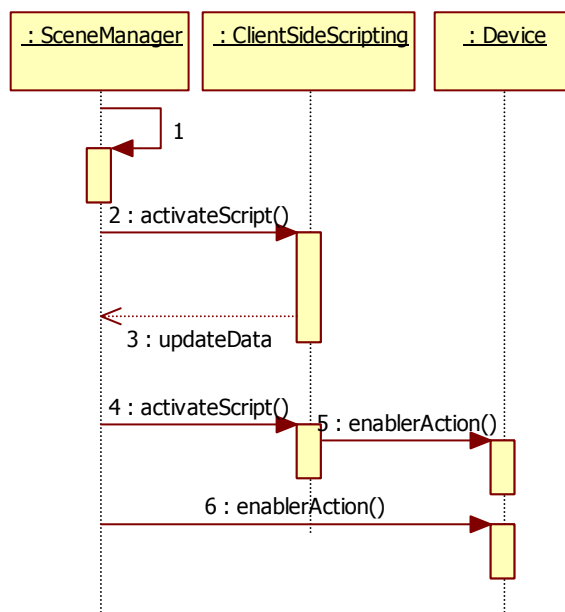 : SceneManager
: ClientSideScripting
: Device
1
2 : activateScript()
3 : updateData
4 : activateScript()
5 : enablerAction()
6 : enablerAction()